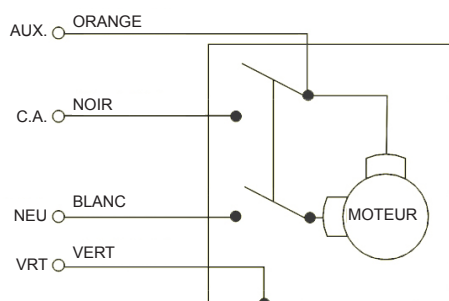 AUX. ORANGE
C.A. NOIR
NEU BLANC
MOTEUR
VRT VERT